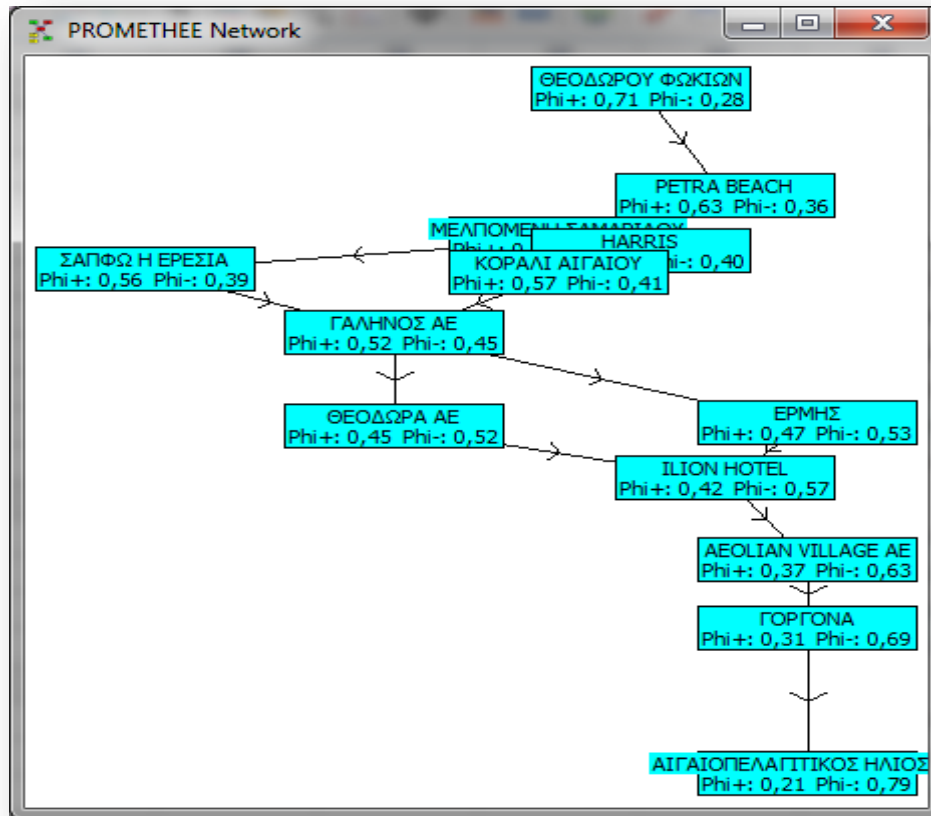 PROMETHEE Network
ΘΕΟΔΩΡΟΥ ΦΩΚΙΩΝ
Phi+: 0,71 Phi-: 0,28
PETRA BEACH
Phi+: 0,63 Phi-: 0,36
ΜΕΛΠΟΜΕΝΗ
HARRIS
Phi-: 0,40
ΣΑΠΦΩ Η ΕΡΕΣΙΑ
Phi+: 0,56 Phi-: 0,39
ΚΟΡΑΛΙ ΑΙΓΑΙΟΥ
Phi+: 0,57 Phi-: 0,41
ΓΑΛΗΝΟΣ ΑΕ
Phi+: 0,52 Phi-: 0,45
ΘΕΟΔΩΡΑ ΑΕ
Phi+: 0,45 Phi-: 0,52
ΕΡΜΗΣ
Phi+: 0,47 Phi-: 0,53
ILION HOTEL
Phi+: 0,42 Phi-: 0,57
AEOLIAN VILLAGE AE
Phi+: 0,37 Phi-: 0,63
ΓΟΡΓΟΝΑ
Phi+: 0,31 Phi-: 0,69
ΑΙΓΑΙΟΠΕΛΑΓΙΤΙΚΟΣ ΗΛΙΟΣ
Phi+: 0,21 Phi-: 0,79